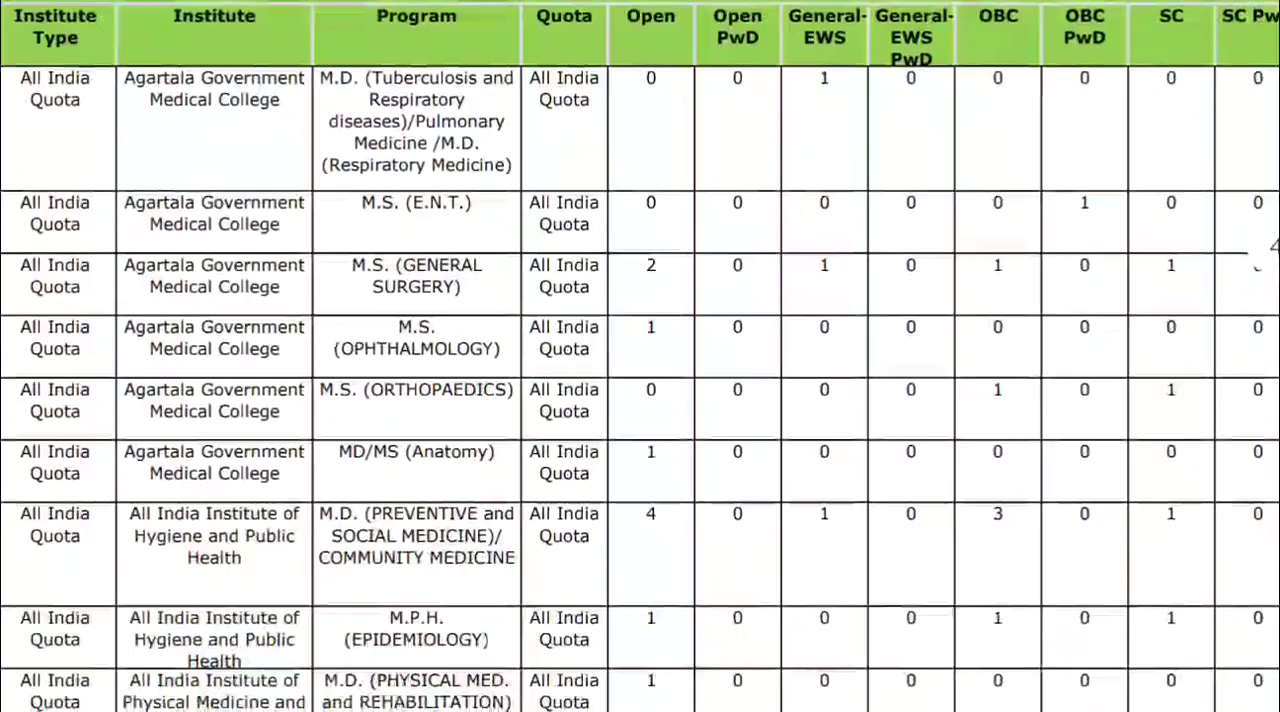 Institute Type Institute Program Quota Open Open PwD General-EWS General-EWS PwD OBC OBC PwD SC SC Pw
All India Quota Agartala Government Medical College M.D. (Tuberculosis and Respiratory diseases)/Pulmonary Medicine /M.D. (Respiratory Medicine) All India Quota 0 0 1 0 0 0 0 0
All India Quota Agartala Government Medical College M.S. (E.N.T.) All India Quota 0 0 0 0 0 1 0 0
All India Quota Agartala Government Medical College M.S. (GENERAL SURGERY) All India Quota 2 0 1 0 1 0 1
All India Quota Agartala Government Medical College M.S. (OPHTHALMOLOGY) All India Quota 1 0 0 0 0 0 0 0
All India Quota Agartala Government Medical College M.S. (ORTHOPAEDICS) All India Quota 0 0 0 0 1 0 1 0
All India Quota Agartala Government Medical College MD/MS (Anatomy) All India Quota 1 0 0 0 0 0 0 0
All India Quota All India Institute of Hygiene and Public Health M.D. (PREVENTIVE and SOCIAL MEDICINE)/ COMMUNITY MEDICINE All India Quota 4 0 1 0 3 0 1 0
All India Quota All India Institute of Hygiene and Public Health M.P.H. (EPIDEMIOLOGY) All India Quota 1 0 0 0 1 0 1 0
All India Quota All India Institute of Physical Medicine and M.D. (PHYSICAL MED. and REHABILITATION) All India Quota 1 0 0 0 0 0 0 0